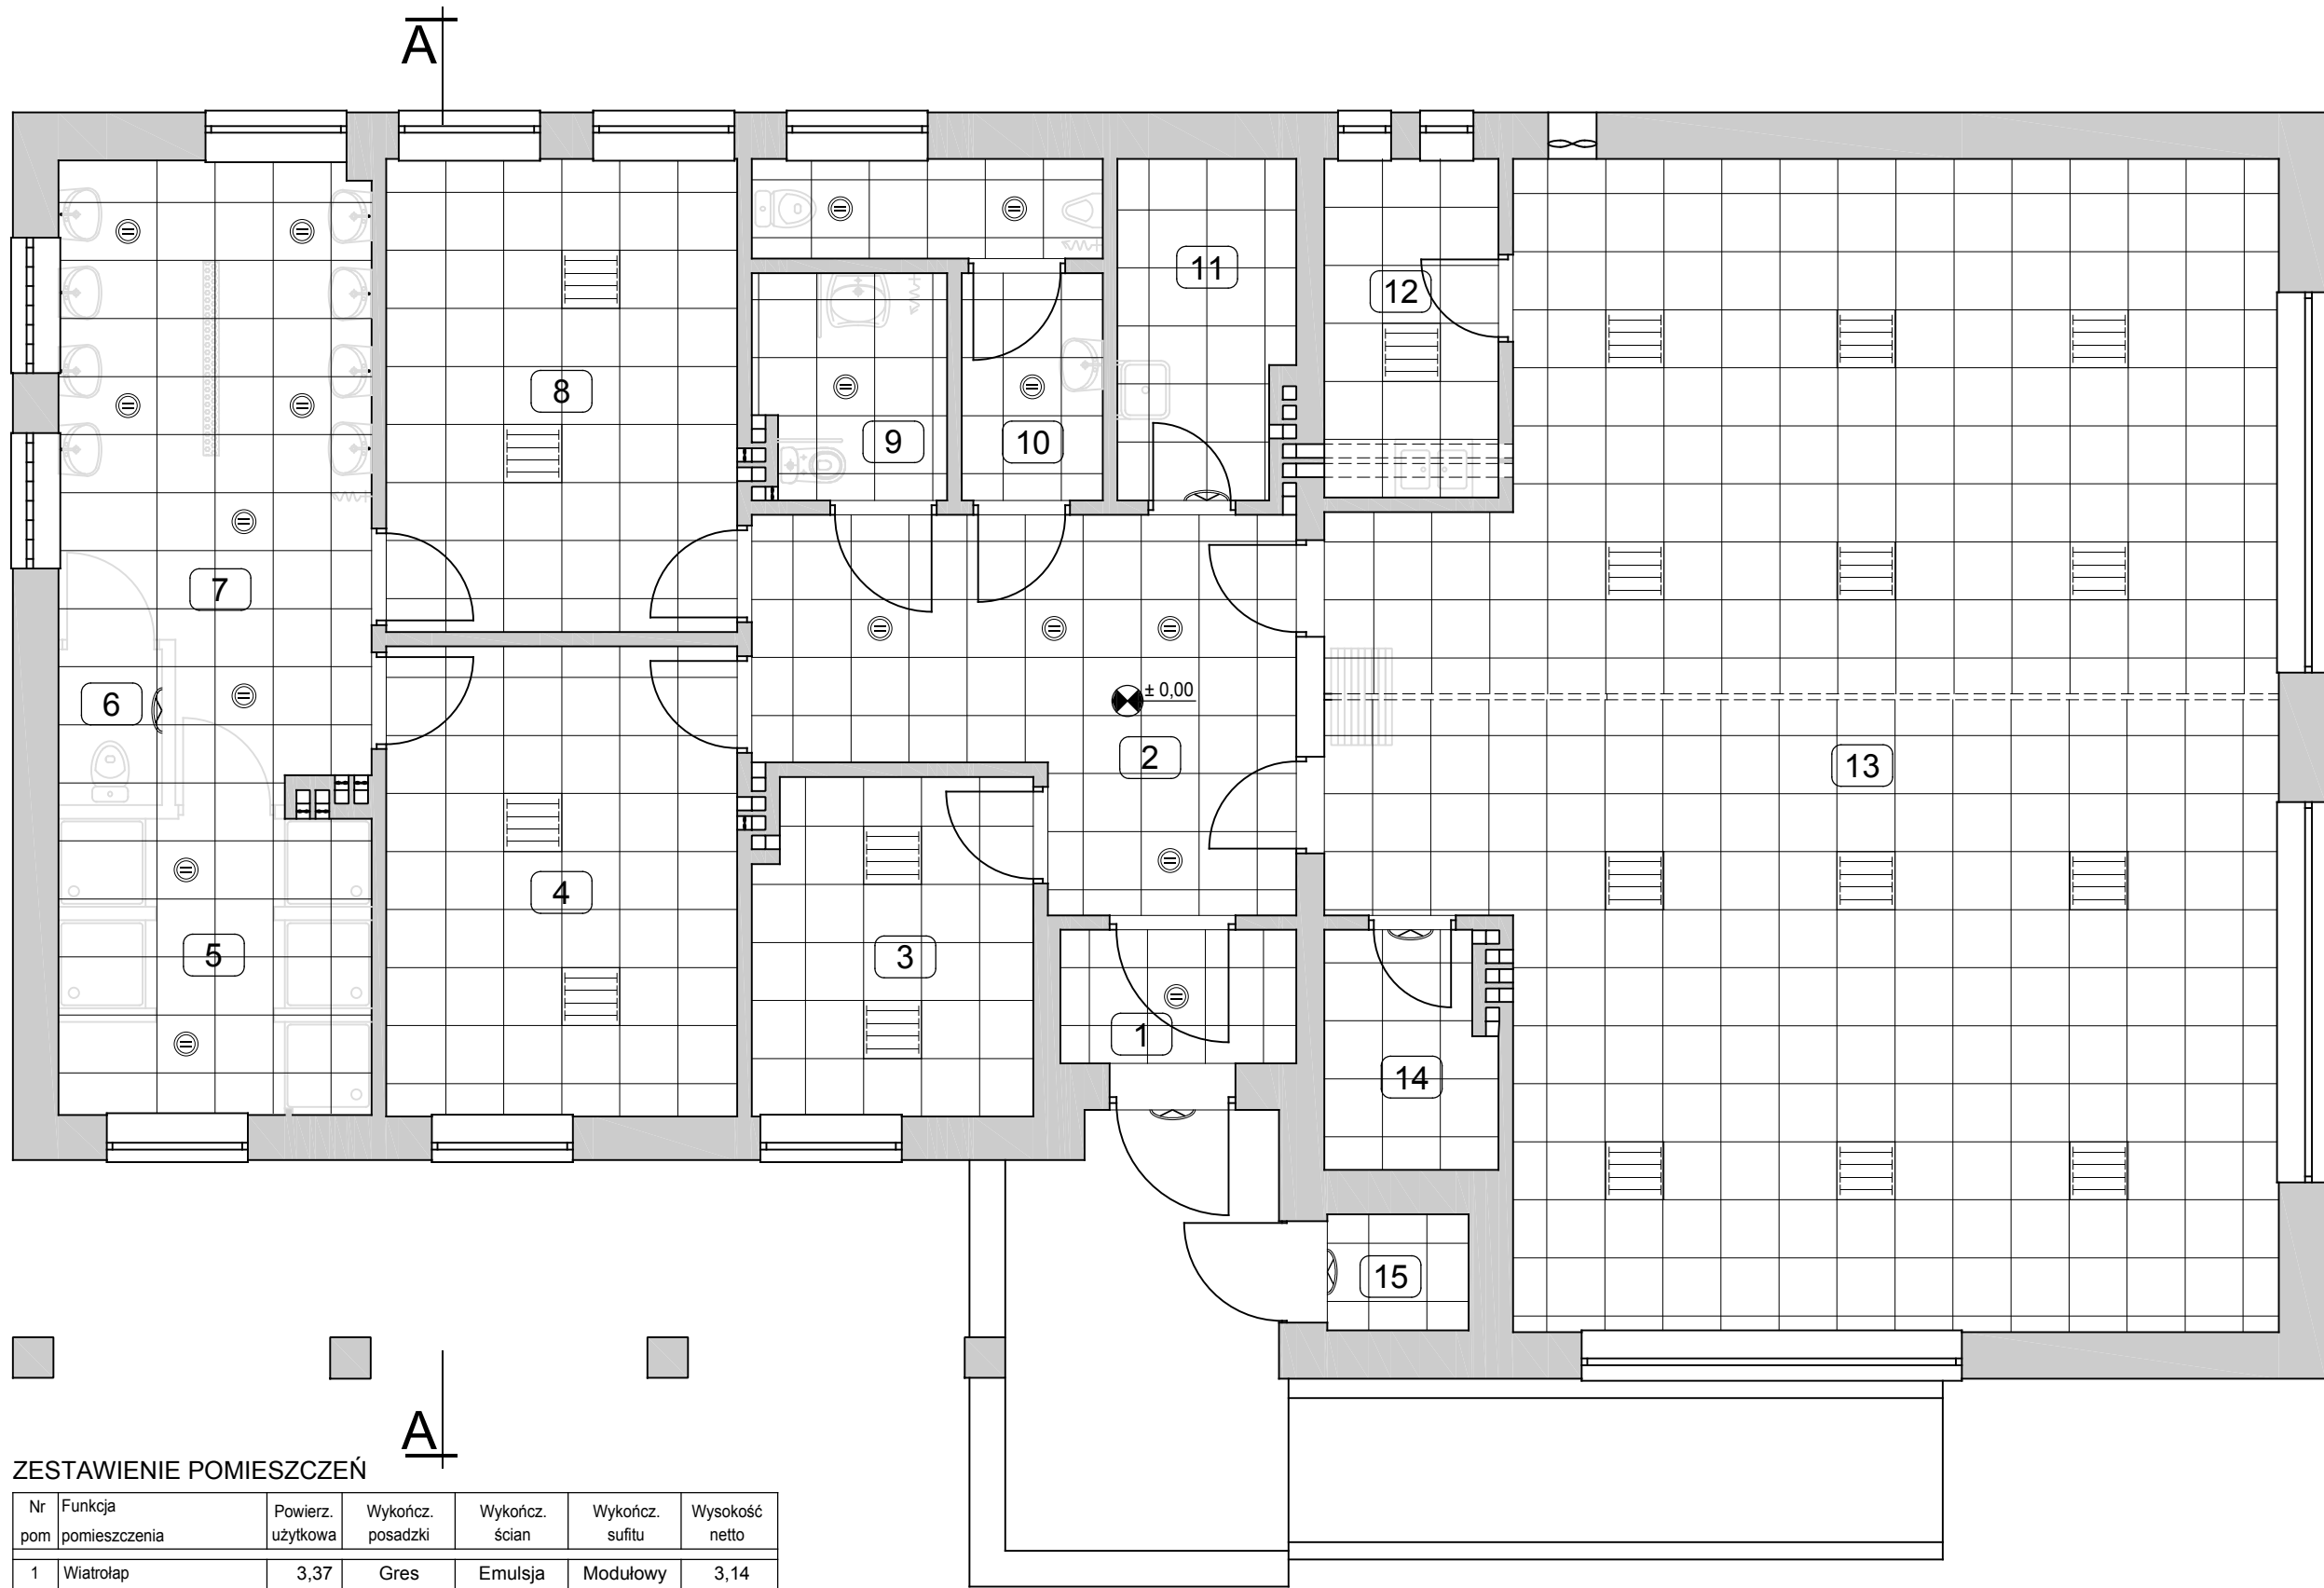 A
11
12
8
9
10
7
6
± 0,00
2
13
4
3
5
1
14
15
A
ZESTAWIENIE POMIESZCZEŃ
Nr pom
Funkcja pomieszczenia
Powierz. użytkowa
Wykończ. posadzki
Wykończ. ścian
Wykończ. sufitu
Wysokość netto
1 Wiatrołap 3,37 Gres Emulsja Modułowy 3,14